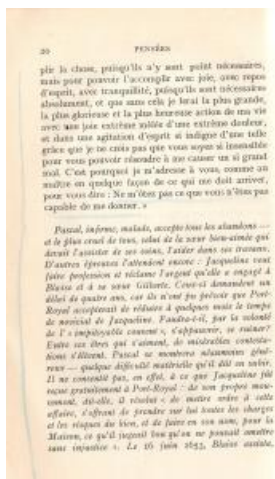 20 PENSÉES
plir la chose, puisqu'ils n'y sont point nécessaires,
mais pour pouvoir l'accomplir avec joie, avec repos
d'esprit, avec tranquilité, puisqu'ils sont nécessaires
absolument, et que sans cela je ferai la plus grande,
la plus glorieuse et la plus heureuse action de ma vie
avec une joie extrême mêlée d'une extrême douleur,
et dans une agitation d'esprit si indigne d'une telle
grâce que je ne crois pas que vous soyez si insensible
pour vous pouvoir résoudre à me causer un si grand
mal. C'est pourquoi je m'adresse à vous, comme au
maître en quelque façon de ce qui me doit arriver,
pour vous dire : Ne m'ôtez pas ce que vous n'êtes pas
capable de me donner. »
Pascal, infirme, malade, accepte tous les abandons —
et le plus cruel de tous, celui de la sœur bien-aimée qui
devait l'assister de ses soins, l'aider dans ses travaux.
D'autres épreuves l'attendent encore : Jacqueline veut
faire profession et réclame l'argent qu'elle a engagé à
Blaise et à sa sœur Gilberte. Ceux-ci demandent un
délai de quatre ans, car ils n'ont pu prévoir que Port-
Royal accepterait de réduire à quelques mois le temps
de noviciat de Jacqueline. Faudra-t-il, par la volonté
de l'« impitoyable couvent », s'appauvrir, se ruiner?
Entre ces êtres qui s'aiment, de misérables contesta-
tions s'élèvent. Pascal se montrera néanmoins géné-
reux — quelque difficulté matérielle qu'il dût en subir.
Il ne consentit pas, en effet, à ce que Jacqueline fût
reçue gratuitement à Port-Royal : de son propre mou-
vement, dit-elle, il résolut « de mettre ordre à cette
affaire, s'offrant de prendre sur lui toutes les charges
et les risques du bien, et de faire en son nom, pour la
Maison, ce qu'il jugeait bon qu'on ne pouvait omettre
sans injustice ». Le 16 juin 1653, Blaise assista,